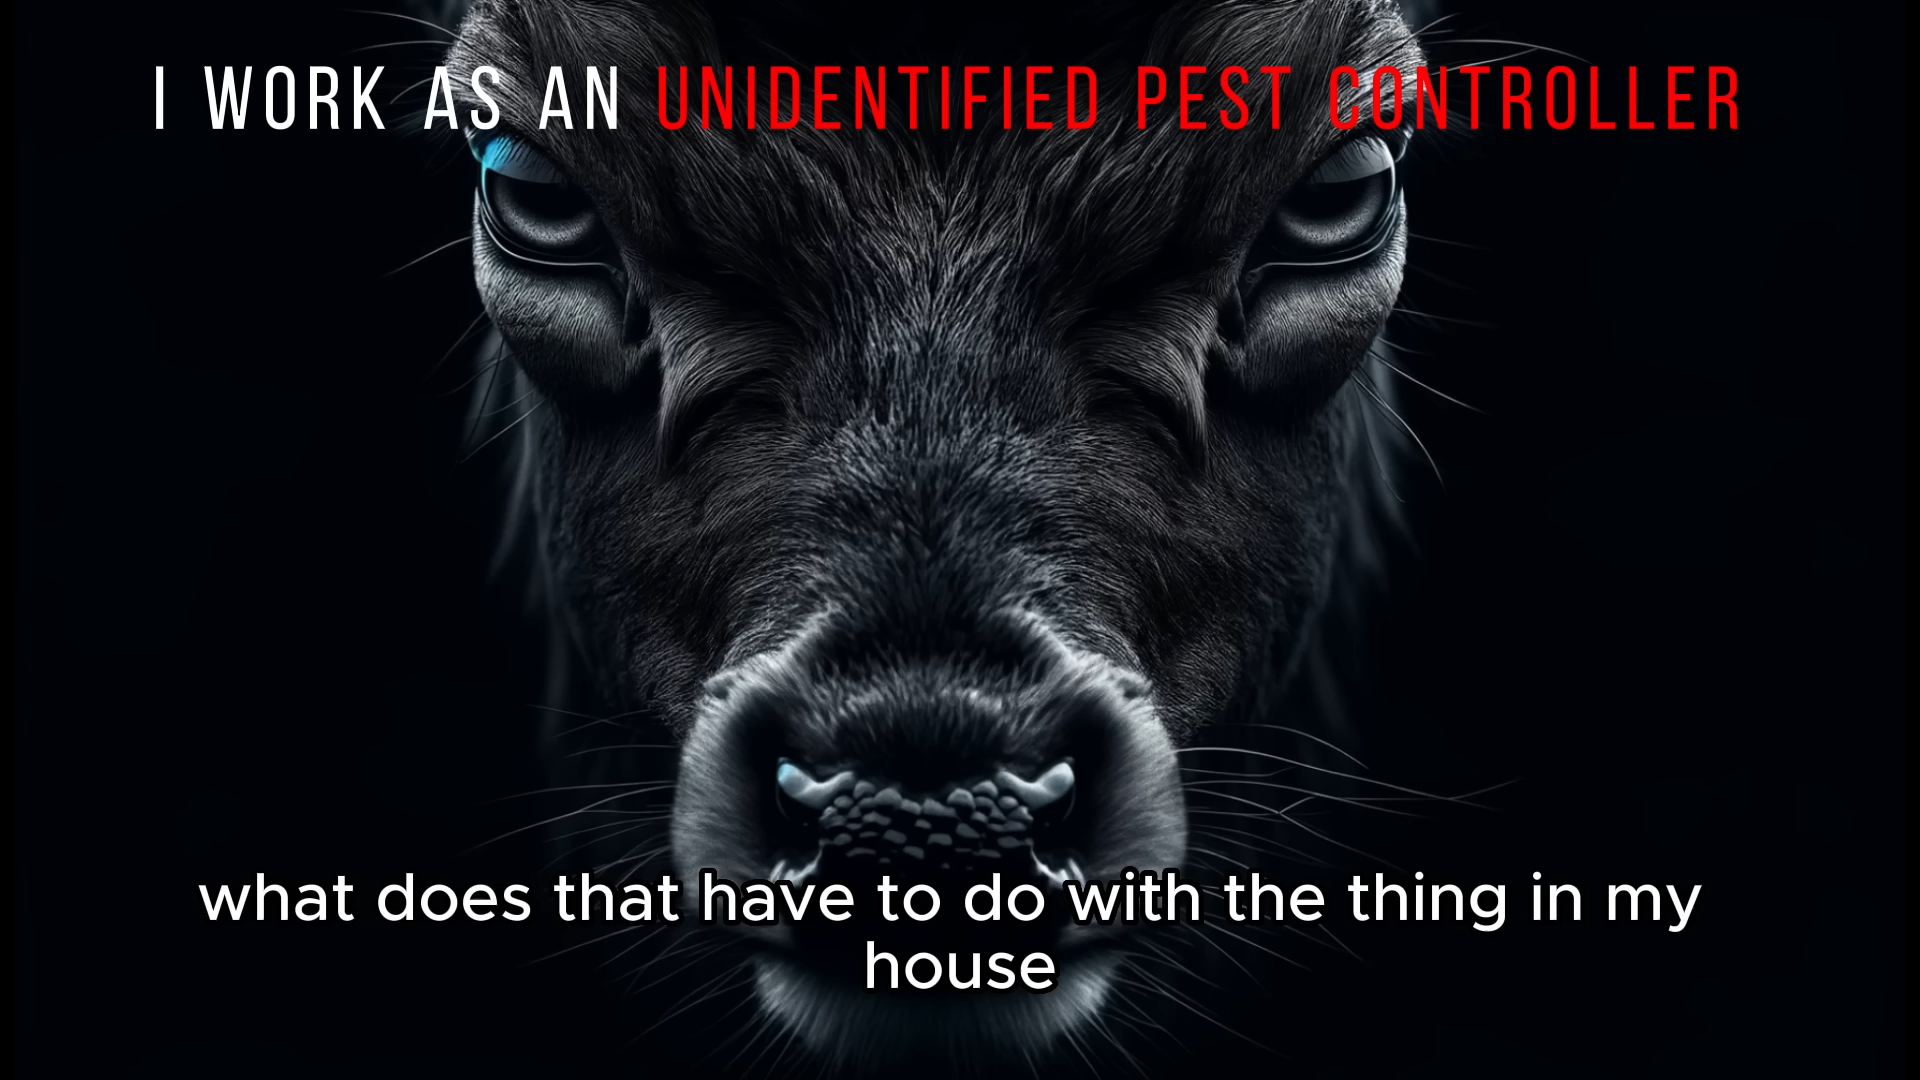 I WORK AS AN UNIDENTIFIED PEST CONTROLLER
what does that have to do with the thing in my
house